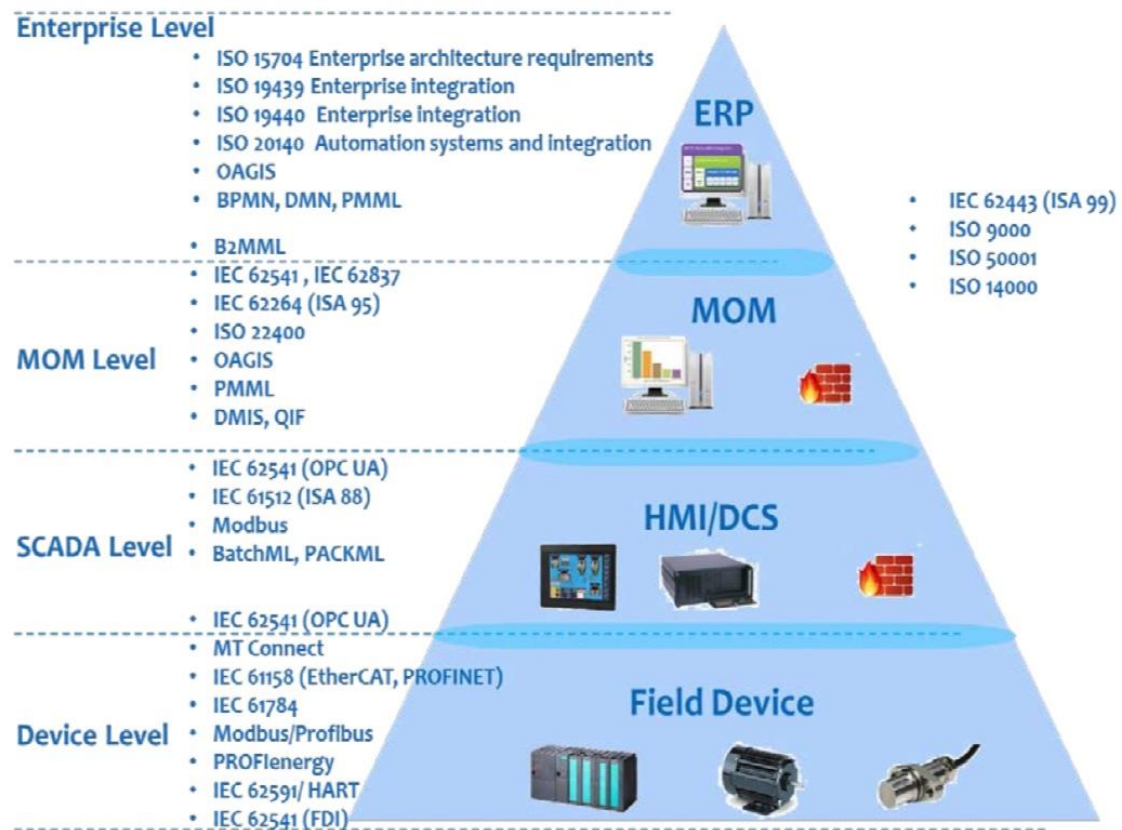 Enterprise Level
• ISO 15704 Enterprise architecture requirements
• ISO 19439 Enterprise integration
• ISO 19440 Enterprise integration
• ISO 20140 Automation systems and integration
• OAGIS
• BPMN, DMN, PMML
• B2MML
MOM Level
• IEC 62541 , IEC 62837
• IEC 62264 (ISA 95)
• ISO 22400
• OAGIS
• PMML
• DMIS, QIF
SCADA Level
• IEC 62541 (OPC UA)
• IEC 61512 (ISA 88)
• Modbus
• BatchML, PACKML
• IEC 62541 (OPC UA)
Device Level
• MT Connect
• IEC 61158 (EtherCAT, PROFINET)
• IEC 61784
• Modbus/Profibus
• PROFIenergy
• IEC 62591/ HART
• IEC 62541 (FDI)
ERP
MOM
HMI/DCS
Field Device
• IEC 62443 (ISA 99)
• ISO 9000
• ISO 50001
• ISO 14000